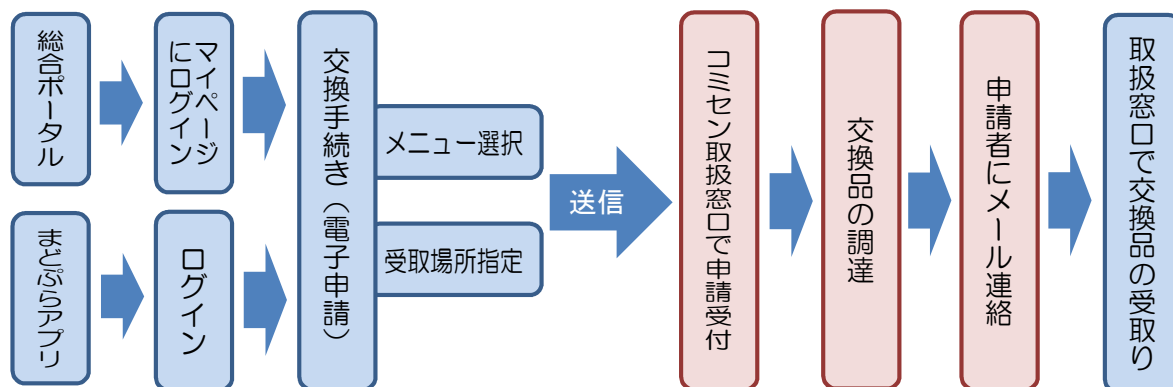 総合ポータル
マイページ
にログイン
まどぷらアプリ
ログイン
交換手続き（電子申請）
メニュー選択
受取場所指定
送信
コミセン取扱窓口で申請受付
交換品の調達
申請者にメール連絡
取扱窓口で交換品の受取り